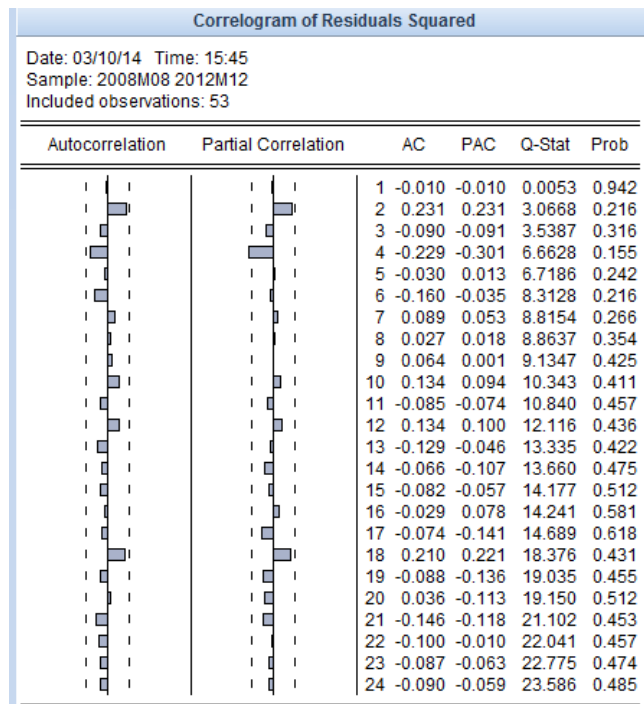 Correlogram of Residuals Squared
Date: 03/10/14 Time: 15:45
Sample: 2008M08 2012M12
Included observations: 53
Autocorrelation Partial Correlation AC PAC Q-Stat Prob
1 -0.010 -0.010 0.0053 0.942
2 0.231 0.231 3.0668 0.216
3 -0.090 -0.091 3.5387 0.316
4 -0.229 -0.301 6.6628 0.155
5 -0.030 0.013 6.7186 0.242
6 -0.160 -0.035 8.3128 0.216
7 0.089 0.053 8.8154 0.266
8 0.027 0.018 8.8637 0.354
9 0.064 0.001 9.1347 0.425
10 0.134 0.094 10.343 0.411
11 -0.085 -0.074 10.840 0.457
12 0.134 0.100 12.116 0.436
13 -0.129 -0.046 13.335 0.422
14 -0.066 -0.107 13.660 0.475
15 -0.082 -0.057 14.177 0.512
16 -0.029 0.078 14.241 0.581
17 -0.074 -0.141 14.689 0.618
18 0.210 0.221 18.376 0.431
19 -0.088 -0.136 19.035 0.455
20 0.036 -0.113 19.150 0.512
21 -0.146 -0.118 21.102 0.453
22 -0.100 -0.010 22.041 0.457
23 -0.087 -0.063 22.775 0.474
24 -0.090 -0.059 23.586 0.485